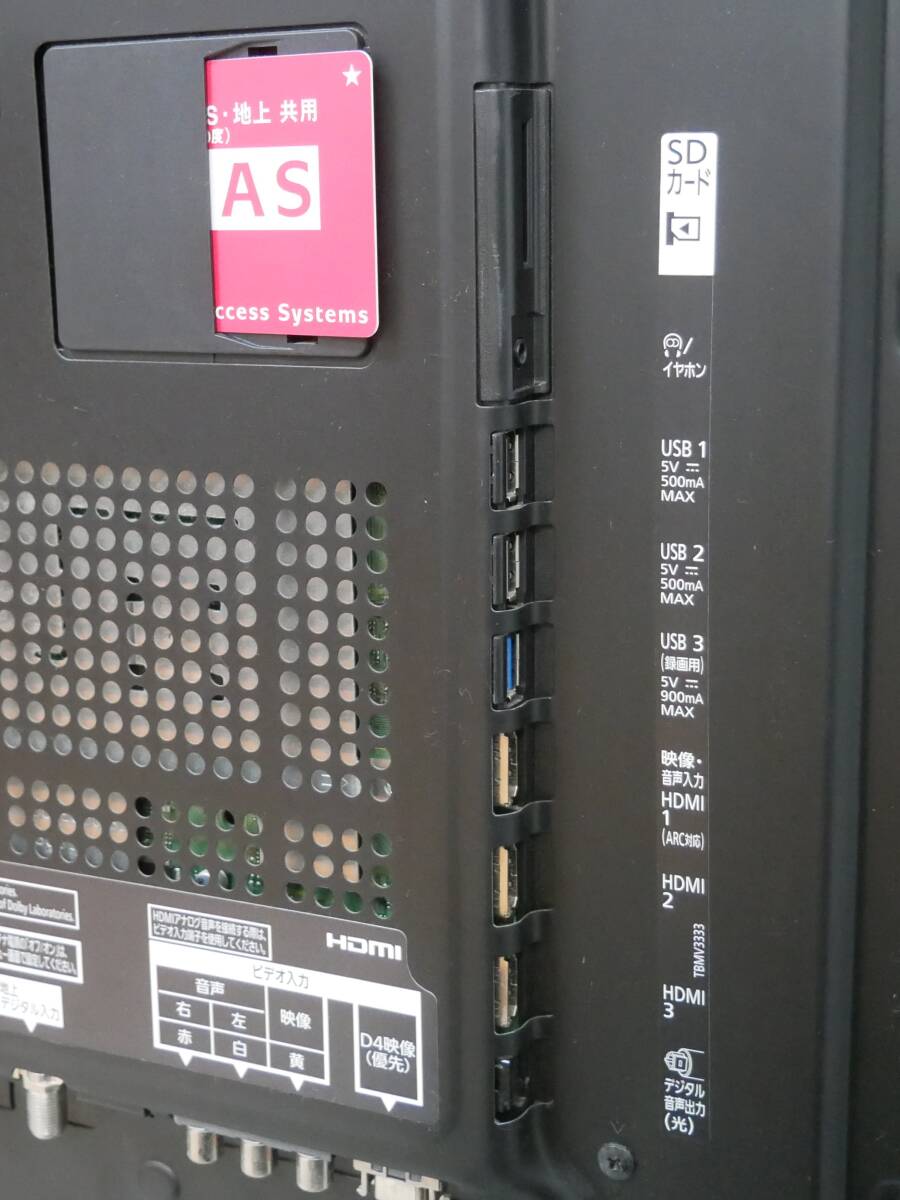 S・地上 共用
度)
AS
ccess Systems
SD
カード
イヤホン
USB 1
5V
500mA
MAX
USB 2
5V
500mA
MAX
USB 3
(録画用)
5V
900mA
MAX
映像・
音声入力
HDMI
1
(ARC対応)
HDMI
2
TBMV3333
HDMI
3
デジタル
音声出力
(光)
ories.
of Dolby Laboratories.
地上
デジタル入力
HDMIアナログ音声を接続する際は、
ビデオ入力端子を使用してください。
HDMI
ビデオ入力
音声
映像
右
左
赤
白
黄
D4映像
(優先)